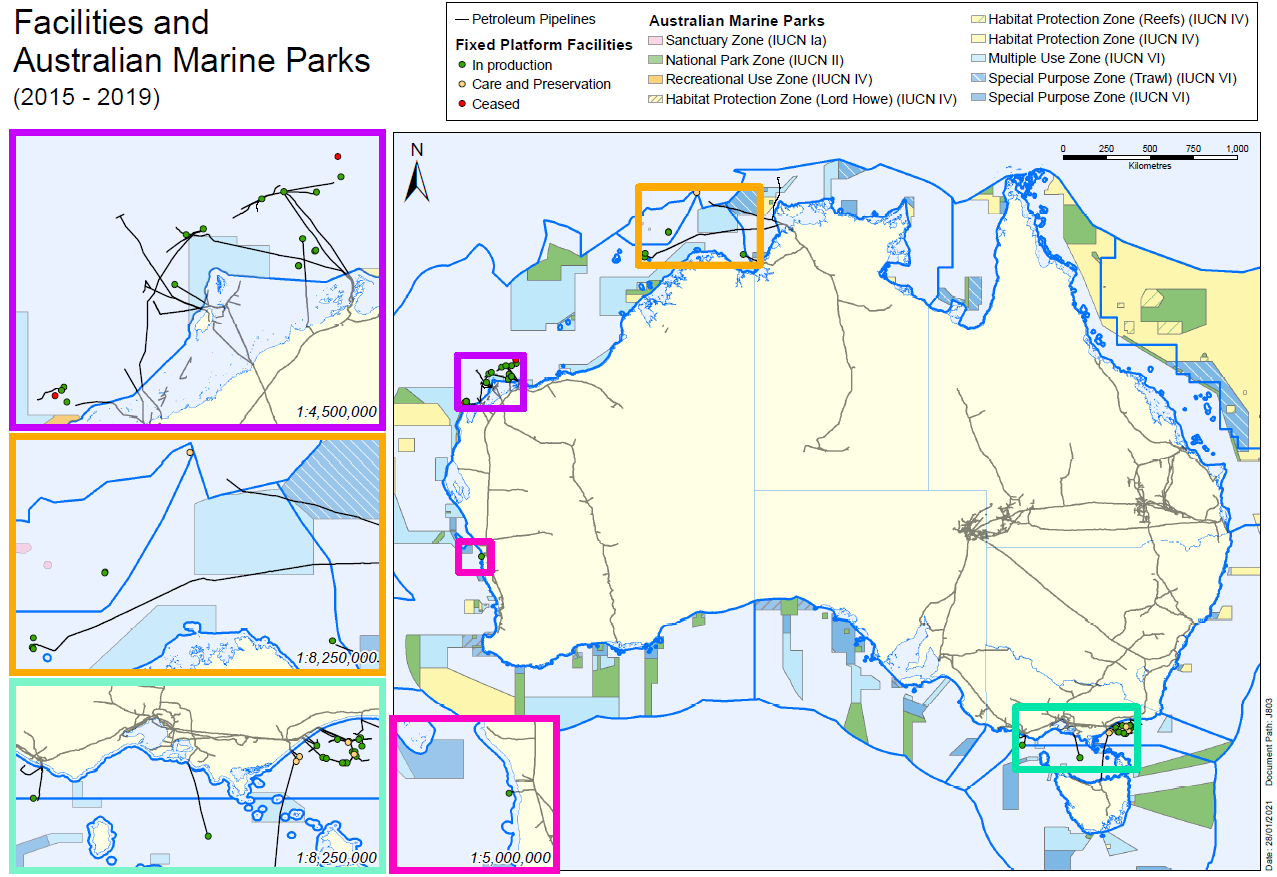 Facilities and
Australian Marine Parks
(2015 - 2019)
Petroleum Pipelines
Fixed Platform Facilities
In production
Care and Preservation
Ceased
Australian Marine Parks
Sanctuary Zone (IUCN Ia)
National Park Zone (IUCN II)
Recreational Use Zone (IUCN IV)
Habitat Protection Zone (Lord Howe) (IUCN IV)
Habitat Protection Zone (Reefs) (IUCN IV)
Habitat Protection Zone (IUCN IV)
Multiple Use Zone (IUCN VI)
Special Purpose Zone (Trawl) (IUCN VI)
Special Purpose Zone (IUCN VI)
N
0 250 500 750 1,000
Kilometres
1:4,500,000
1:8,250,000
1:8,250,000
1:5,000,000
Date: 28/01/2021 Document Path: J803